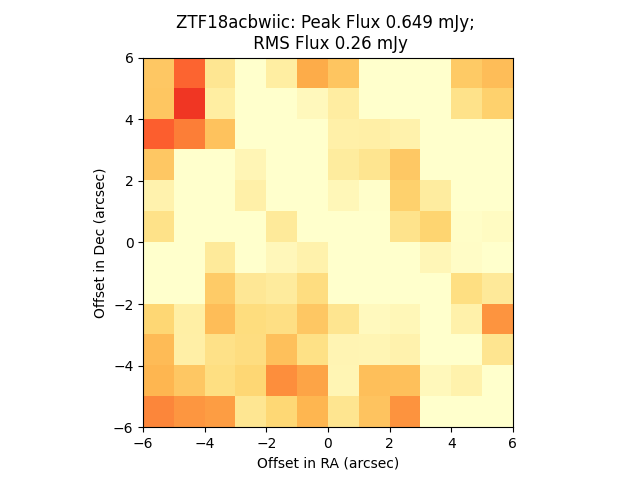 ZTF18acbwiic: Peak Flux 0.649 mJy;
RMS Flux 0.26 mJy
6
4
2
0
−2
−4
−6
Offset in Dec (arcsec)
−6 −4 −2 0 2 4 6
Offset in RA (arcsec)